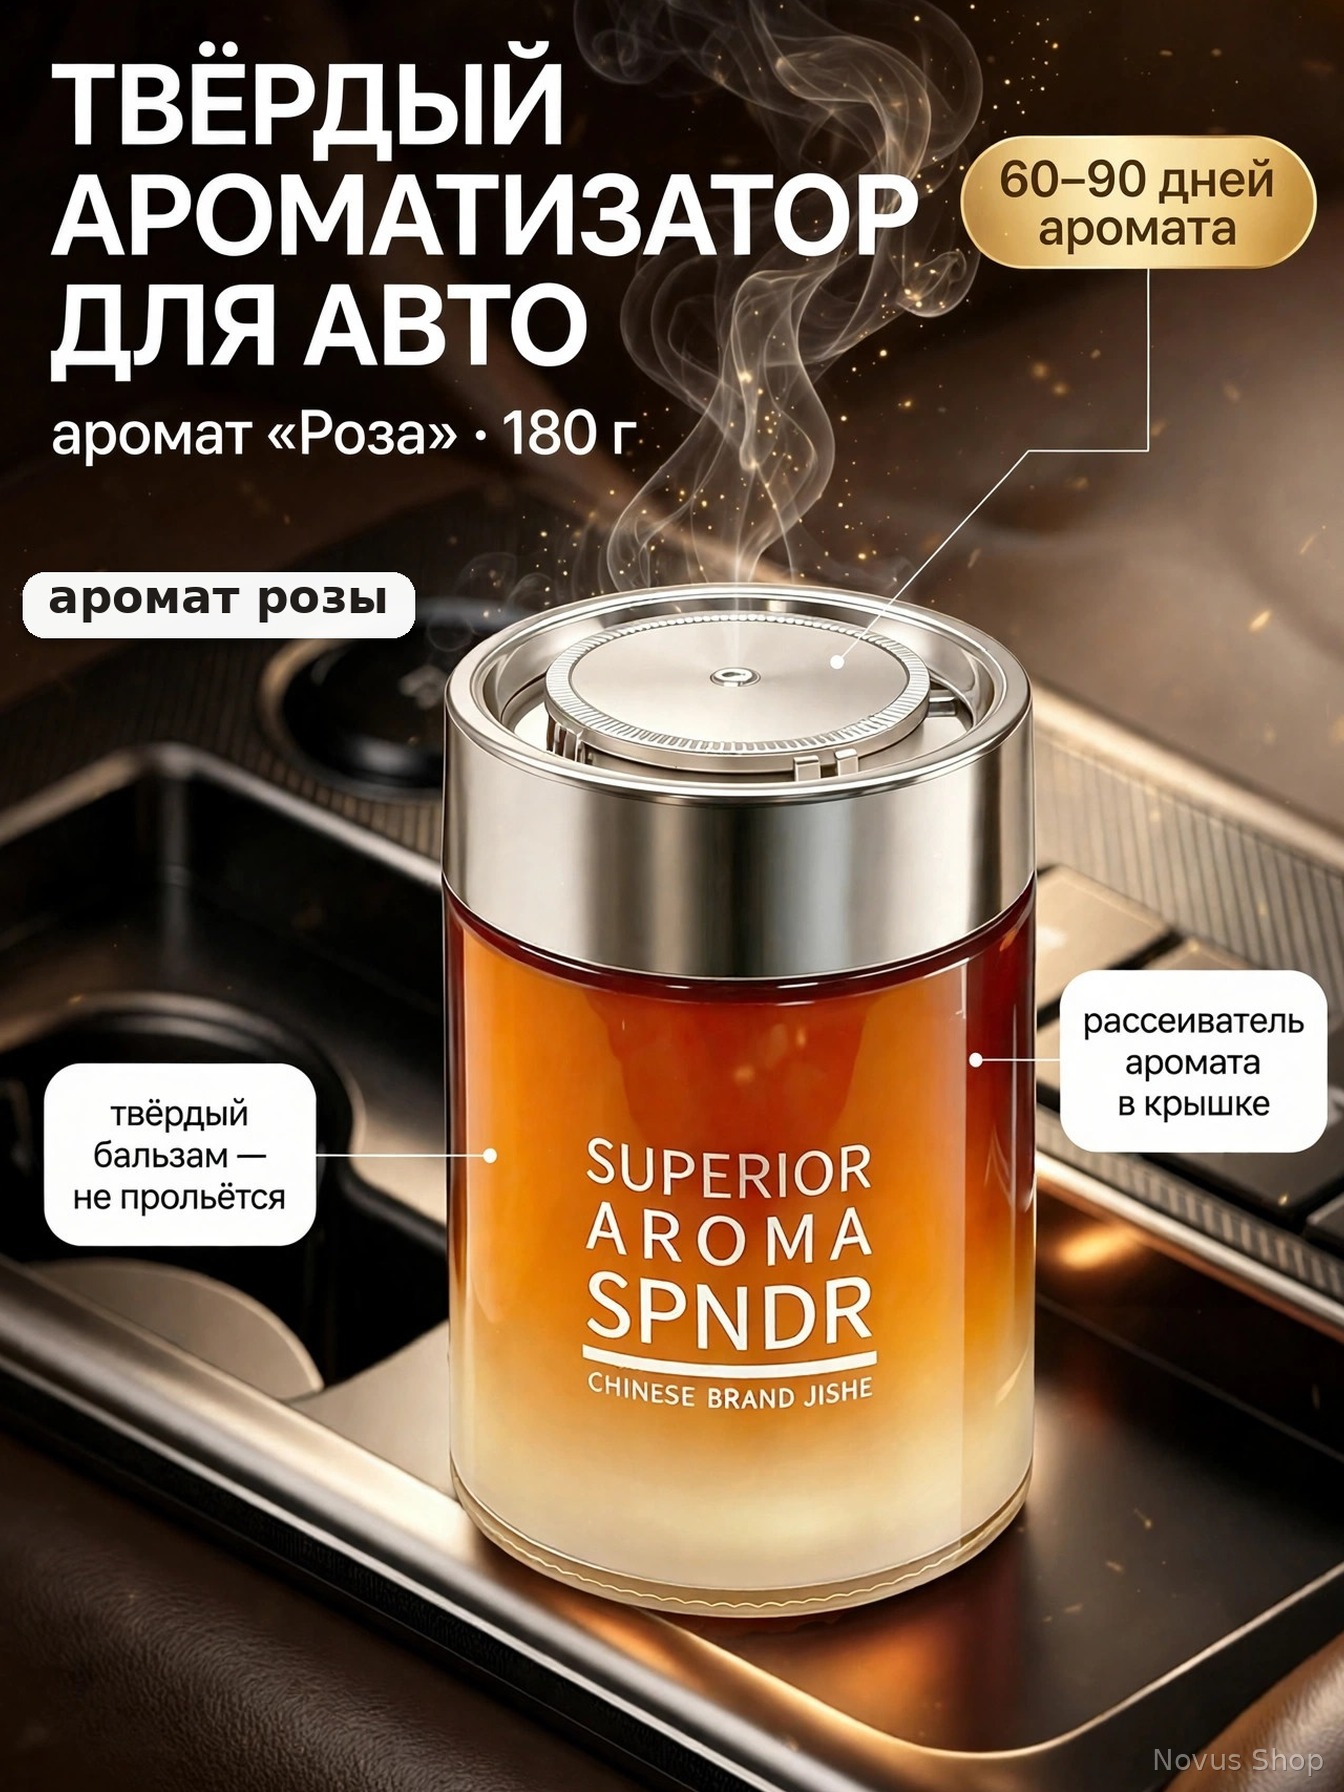 ТВЁРДЫЙ
АРОМАТИЗАТОР
ДЛЯ АВТО
аромат «Роза» · 180 г
60–90 дней
аромата
аромат розы
рассеиватель
аромата
в крышке
твёрдый
бальзам —
не прольётся
SUPERIOR
AROMA
SPNDR
CHINESE BRAND JISHE
Novus Shop